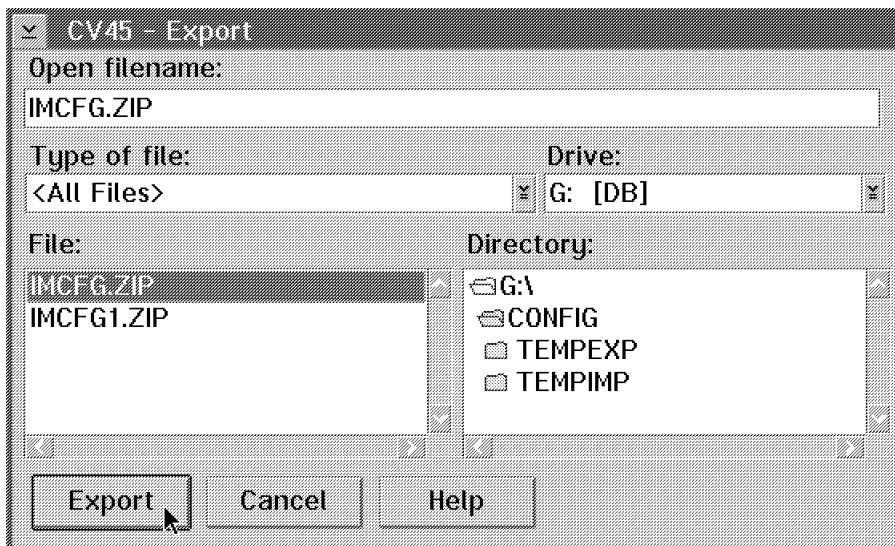 CV45 - Export
Open filename:
IMCFG.ZIP
Type of file:
Drive:
<All Files>
G: [DB]
File:
Directory:
IMCFG.ZIP
IMCFG1.ZIP
G:\
CONFIG
TEMPEXP
TEMPIMP
Export
Cancel
Help